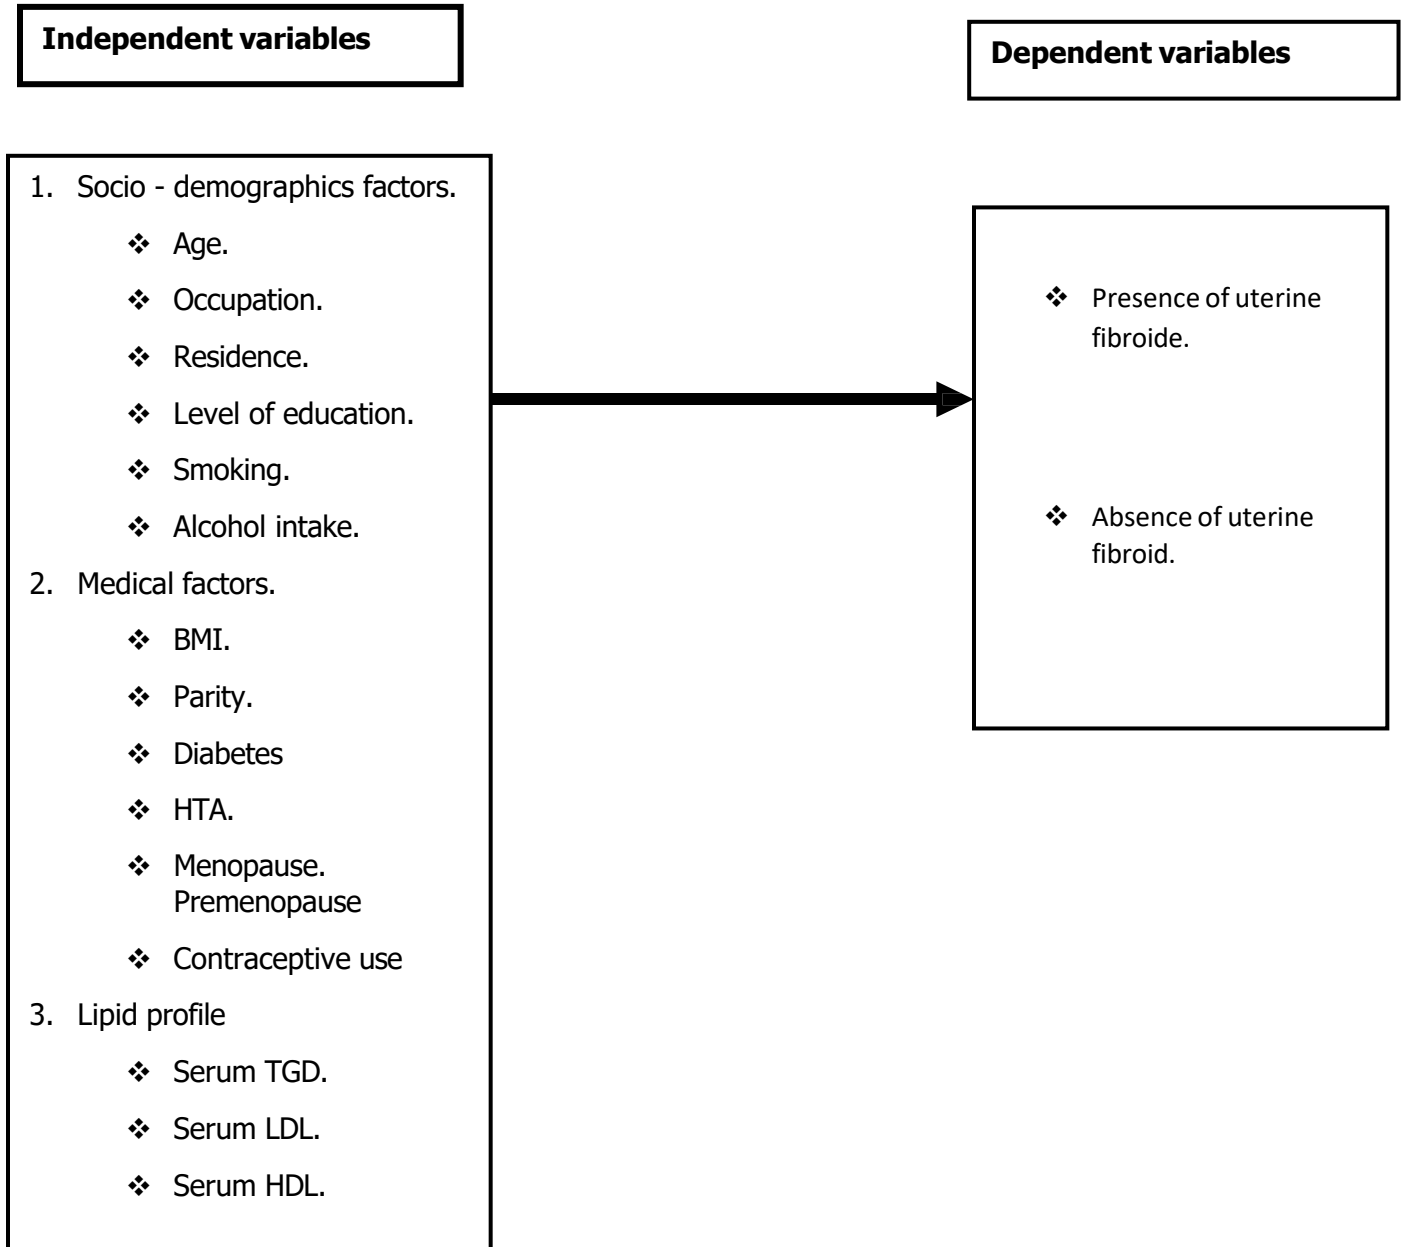 Independent variables
Dependent variables
1. Socio - demographics factors.
❖ Age.
❖ Occupation.
❖ Residence.
❖ Level of education.
❖ Smoking.
❖ Alcohol intake.
2. Medical factors.
❖ BMI.
❖ Parity.
❖ Diabetes
❖ HTA.
❖ Menopause.
Premenopause
❖ Contraceptive use
3. Lipid profile
❖ Serum TGD.
❖ Serum LDL.
❖ Serum HDL.
❖ Presence of uterine
fibroide.
❖ Absence of uterine
fibroid.